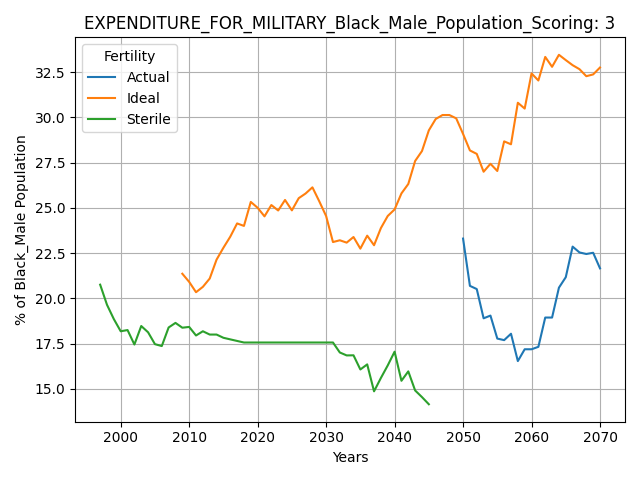 EXPENDITURE_FOR_MILITARY_Black_Male_Population_Scoring: 3
Fertility
Actual
Ideal
Sterile
% of Black_Male Population
32.5
30.0
27.5
25.0
22.5
20.0
17.5
15.0
2000 2010 2020 2030 2040 2050 2060 2070
Years